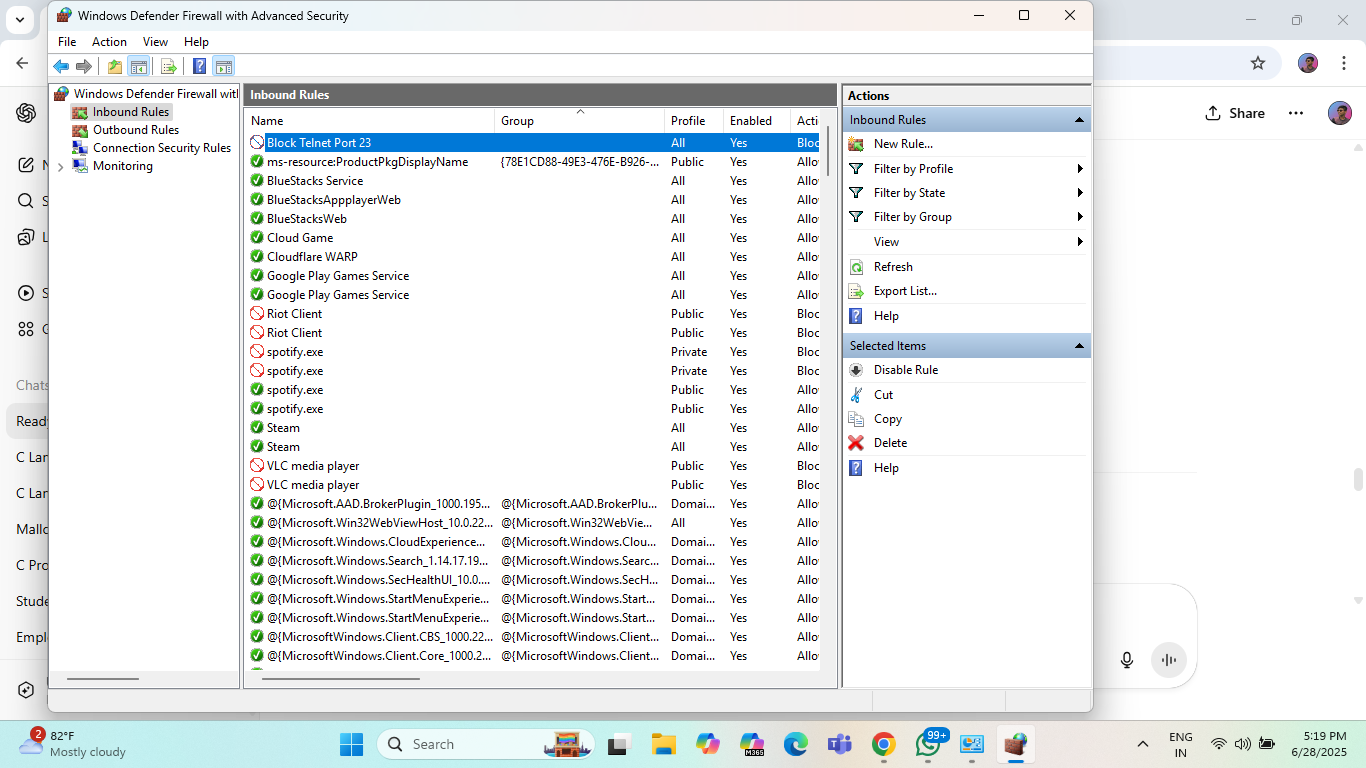 Windows Defender Firewall with Advanced Security
File Action View Help
Windows Defender Firewall witl
Inbound Rules
Outbound Rules
Connection Security Rules
Monitoring
Inbound Rules
Name Group Profile Enabled Acti
Block Telnet Port 23 All Yes Bloc
ms-resource:ProductPkgDisplayName {78E1CD88-49E3-476E-B926-... Public Yes Allo
BlueStacks Service All Yes Allo
BlueStacksAppplayerWeb All Yes Allo
BlueStacksWeb All Yes Allo
Cloud Game All Yes Allo
Cloudflare WARP All Yes Allo
Google Play Games Service All Yes Allo
Google Play Games Service All Yes Allo
Riot Client Public Yes Bloc
Riot Client Public Yes Bloc
spotify.exe Private Yes Bloc
spotify.exe Private Yes Bloc
spotify.exe Public Yes Allo
spotify.exe Public Yes Allo
Steam All Yes Allo
Steam All Yes Allo
VLC media player Public Yes Bloc
VLC media player Public Yes Bloc
@{Microsoft.AAD.BrokerPlugin_1000.195... @{Microsoft.AAD.BrokerPlu... Domai... Yes Allo
@{Microsoft.Win32WebViewHost_10.0.22... @{Microsoft.Win32WebVie... All Yes Allo
@{Microsoft.Windows.CloudExperience... @{Microsoft.Windows.Clou... Domai... Yes Allo
@{Microsoft.Windows.Search_1.14.17.19... @{Microsoft.Windows.Searc... Domai... Yes Allo
@{Microsoft.Windows.SecHealthUI_10.0.... @{Microsoft.Windows.SecH... Domai... Yes Allo
@{Microsoft.Windows.StartMenuExperie... @{Microsoft.Windows.Start... Domai... Yes Allo
@{Microsoft.Windows.StartMenuExperie... @{Microsoft.Windows.Start... Domai... Yes Allo
@{MicrosoftWindows.Client.CBS_1000.22... @{MicrosoftWindows.Client... Domai... Yes Allo
@{MicrosoftWindows.Client.Core_1000.2... @{MicrosoftWindows.Client... Domai... Yes Allo
Actions
Inbound Rules
New Rule...
Filter by Profile
Filter by State
Filter by Group
View
Refresh
Export List...
Help
Selected Items
Disable Rule
Cut
Copy
Delete
Help
Share
Chats
Ready
C Lan
C Lan
Mallo
C Pro
Stude
Empl
2
82°F
Mostly cloudy
Search
M365
99+
ENG
IN
5:19 PM
6/28/2025